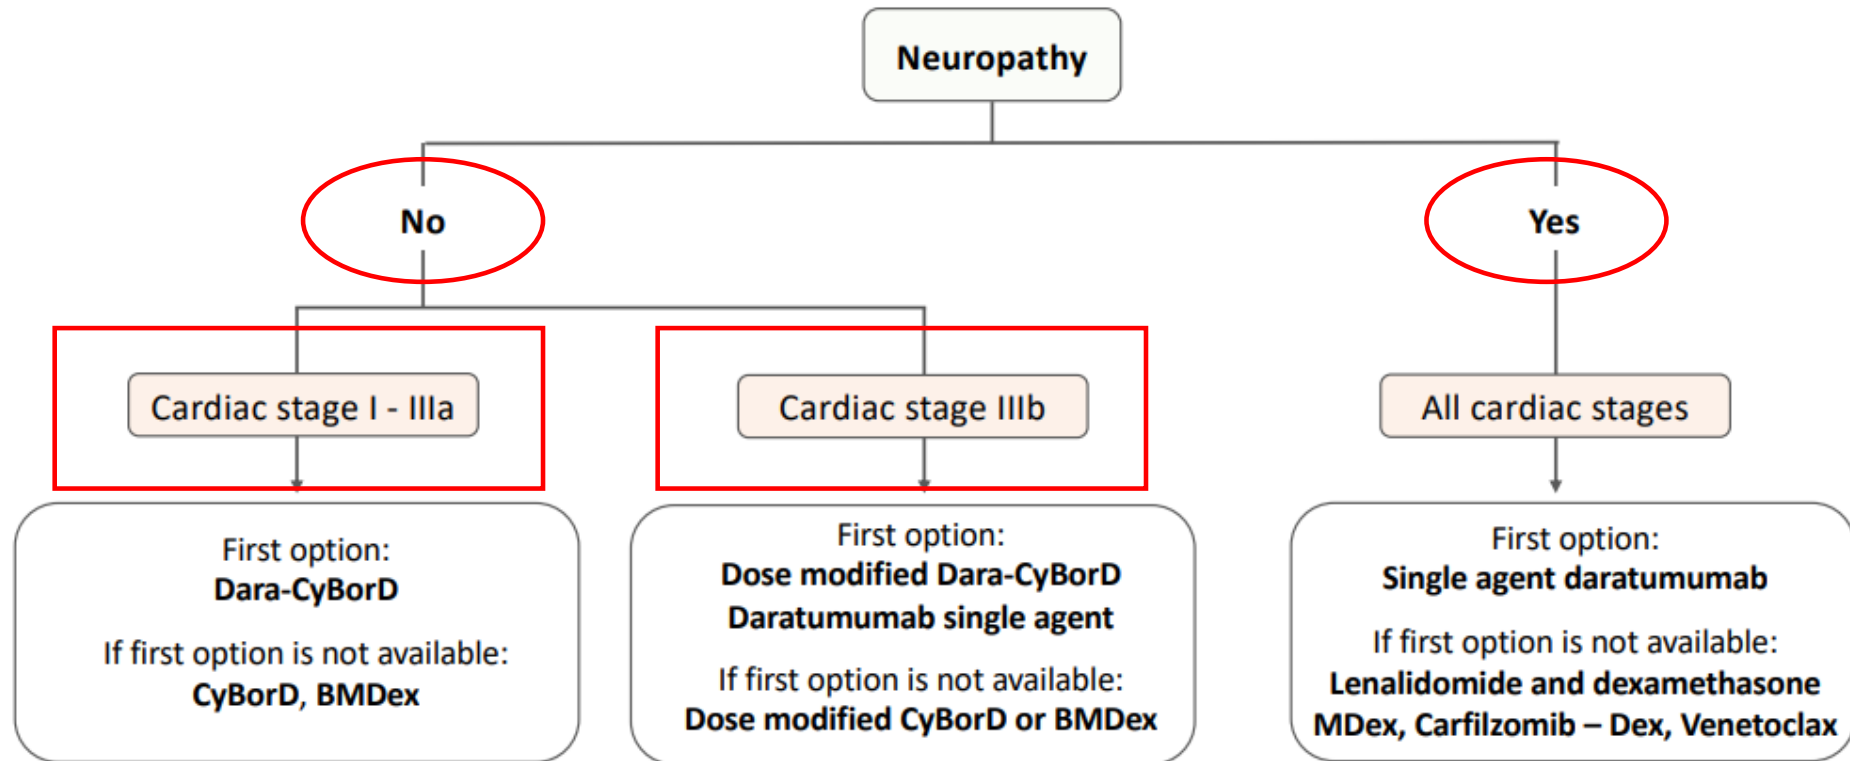 Neuropathy
No
Yes
Cardiac stage I - IIIa
Cardiac stage IIIb
All cardiac stages
First option:
Dara-CyBorD
If first option is not available:
CyBorD, BMDex
First option:
Dose modified Dara-CyBorD
Daratumumab single agent
If first option is not available:
Dose modified CyBorD or BMDex
First option:
Single agent daratumumab
If first option is not available:
Lenalidomide and dexamethasone
MDex, Carfilzomib – Dex, Venetoclax